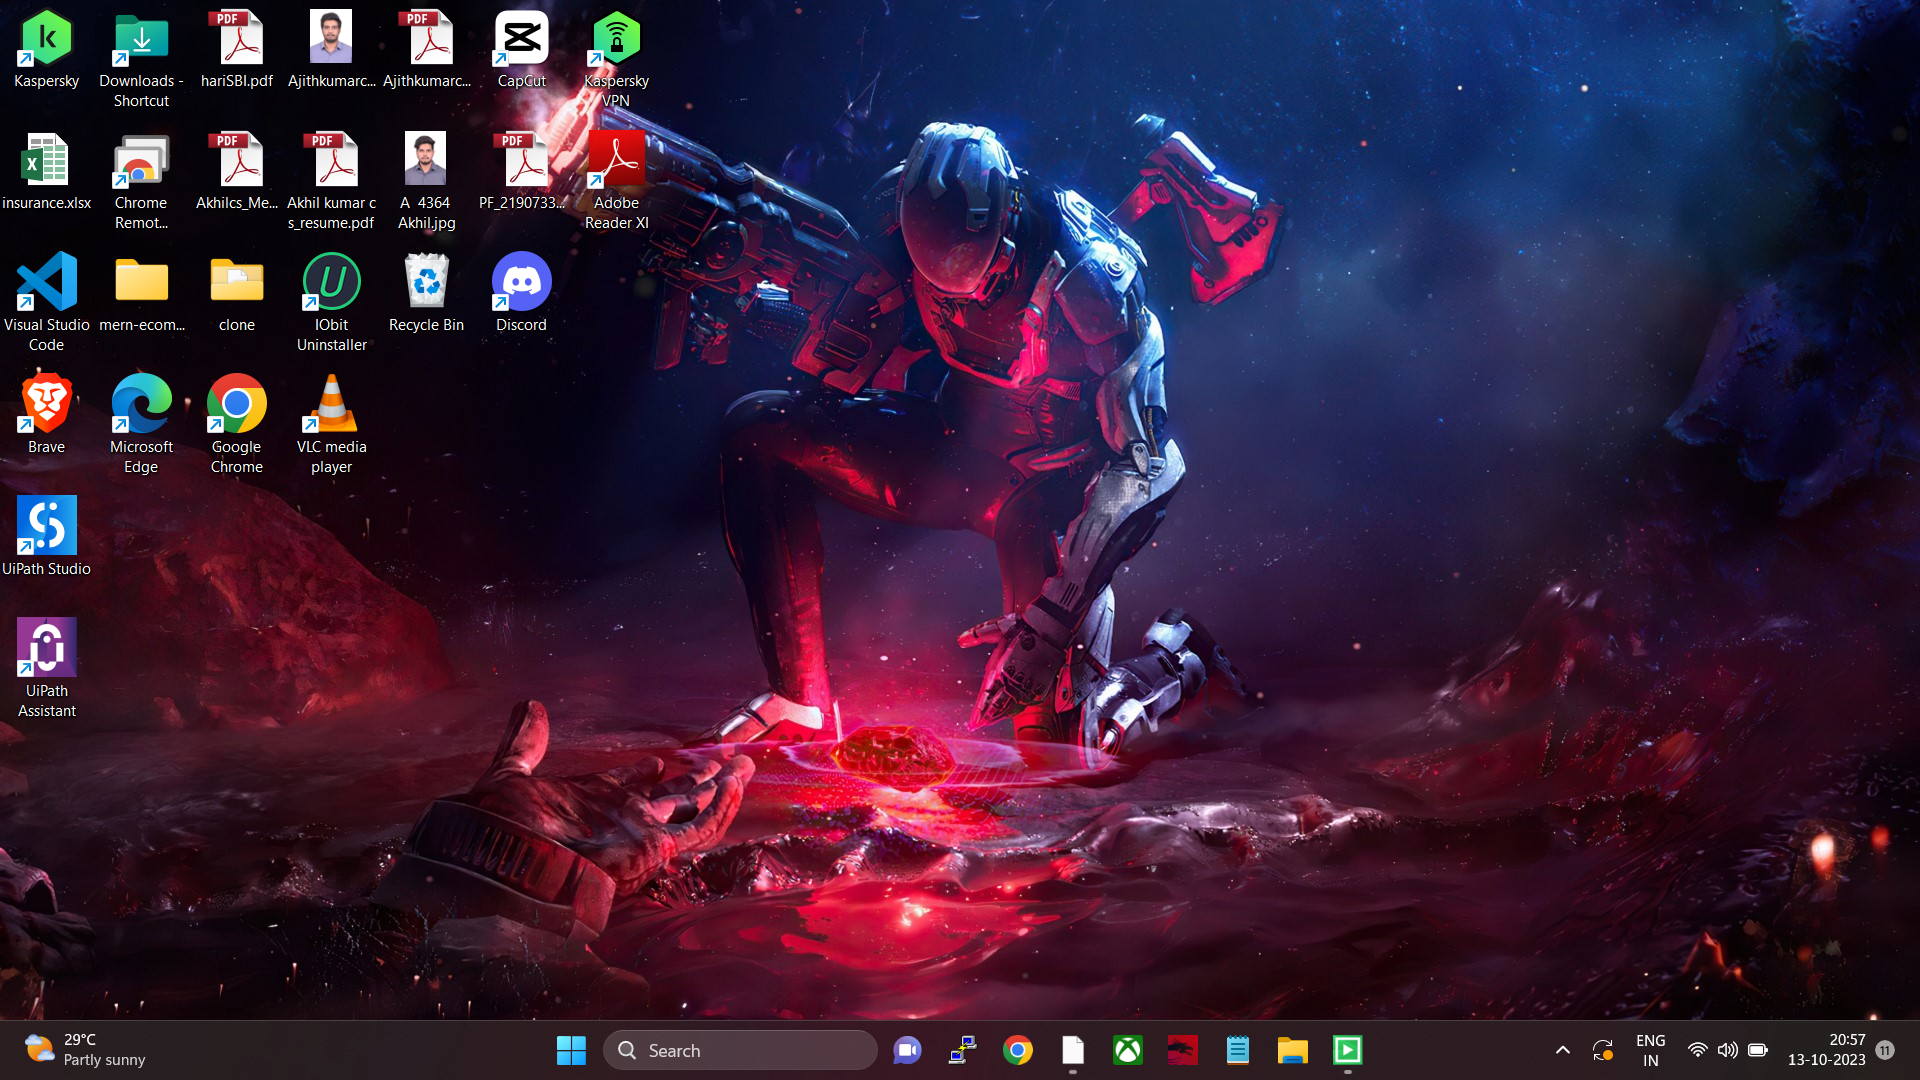 Kaspersky
Downloads -
Shortcut
hariSBI.pdf
Ajithkumarc...
Ajithkumarc...
CapCut
Kaspersky
VPN
insurance.xlsx
Chrome
Remot...
Akhilcs_Me...
Akhil kumar c
s_resume.pdf
A 4364
Akhil.jpg
PF_2190733...
Adobe
Reader XI
Visual Studio
Code
mern-ecom...
clone
IObit
Uninstaller
Recycle Bin
Discord
Brave
Microsoft
Edge
Google
Chrome
VLC media
player
UiPath Studio
UiPath
Assistant
PDF
PDF
PDF
PDF
PDF
29°C
Partly sunny
Search
ENG
IN
20:57
13-10-2023
11